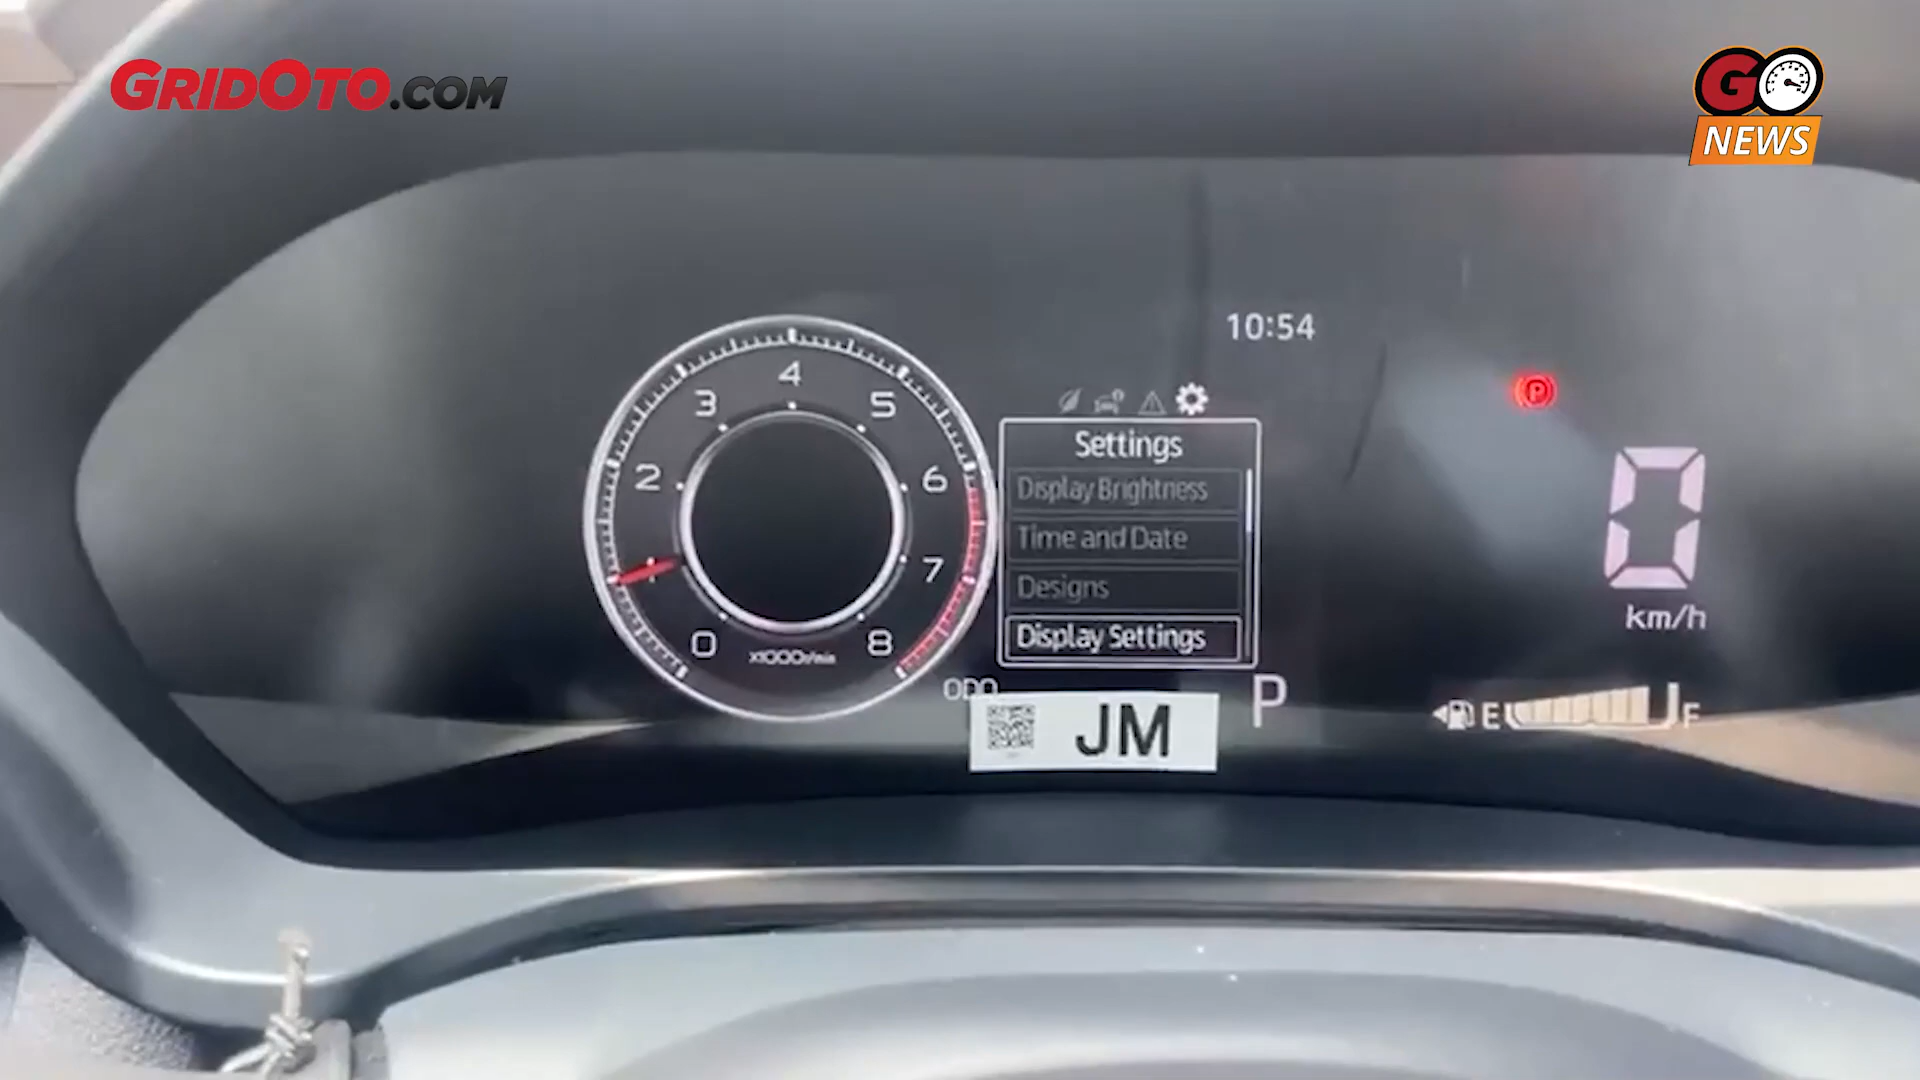 GRIDOTO.COM
GO
NEWS
10:54
Settings
Display Brightness
Time and Date
Designs
Display Settings
0
1
2
3
4
5
6
7
8
x1000r/min
P
0
km/h
ODO
P
E
F
JM